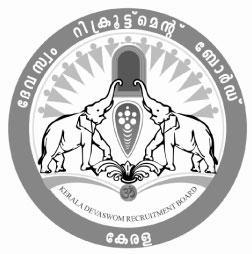 ദേവസ്വം റിക്രൂട്ട്മെന്റ് ബോർഡ്
KERALA DEVASWOM RECRUITMENT BOARD
ॐ
കേരള